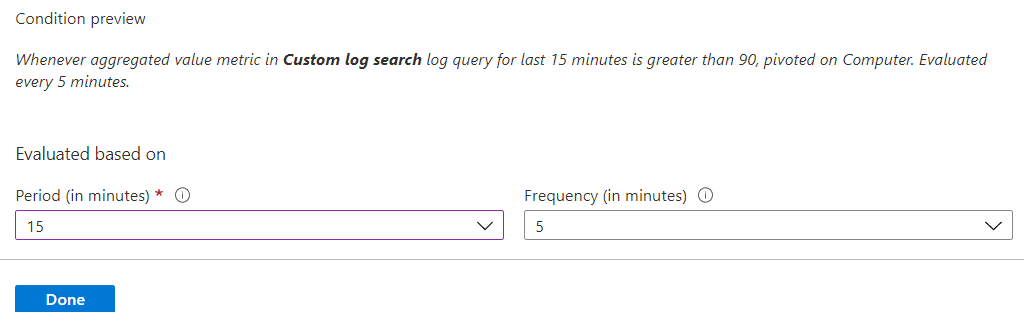 Condition preview
Whenever aggregated value metric in Custom log search log query for last 15 minutes is greater than 90, pivoted on Computer. Evaluated
every 5 minutes.
Evaluated based on
Period (in minutes) *
Frequency (in minutes)
15
5
Done